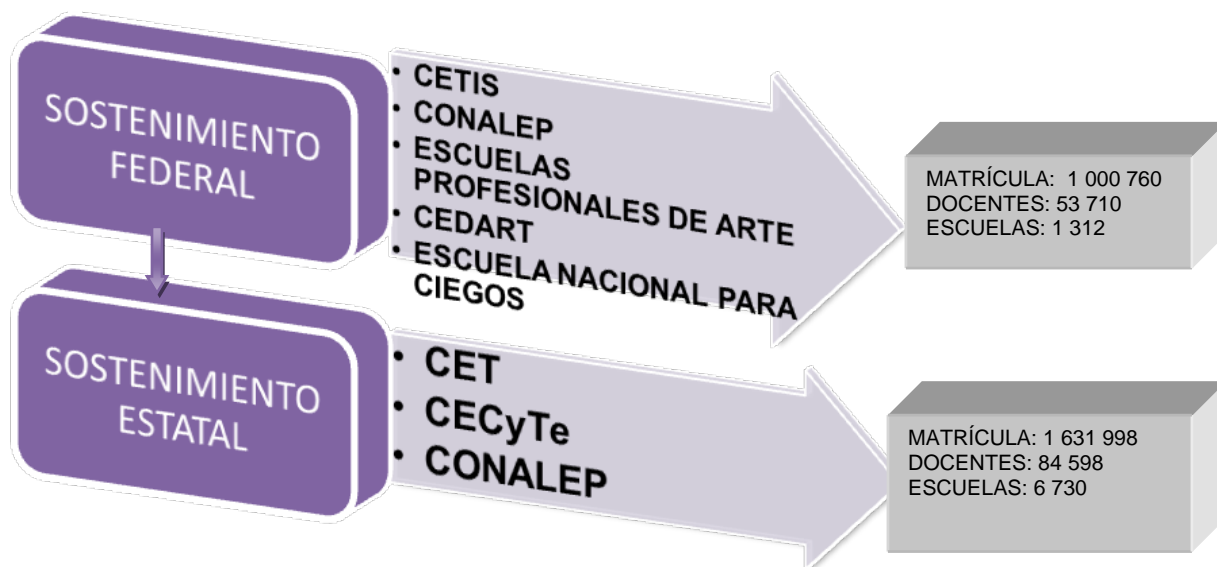 SOSTENIMIENTO
FEDERAL
• CETIS
• CONALEP
• ESCUELAS
PROFESIONALES DE ARTE
• CEDART
• ESCUELA NACIONAL PARA
CIEGOS
MATRÍCULA: 1 000 760
DOCENTES: 53 710
ESCUELAS: 1 312
SOSTENIMIENTO
ESTATAL
• CET
• CECyTe
• CONALEP
MATRÍCULA: 1 631 998
DOCENTES: 84 598
ESCUELAS: 6 730